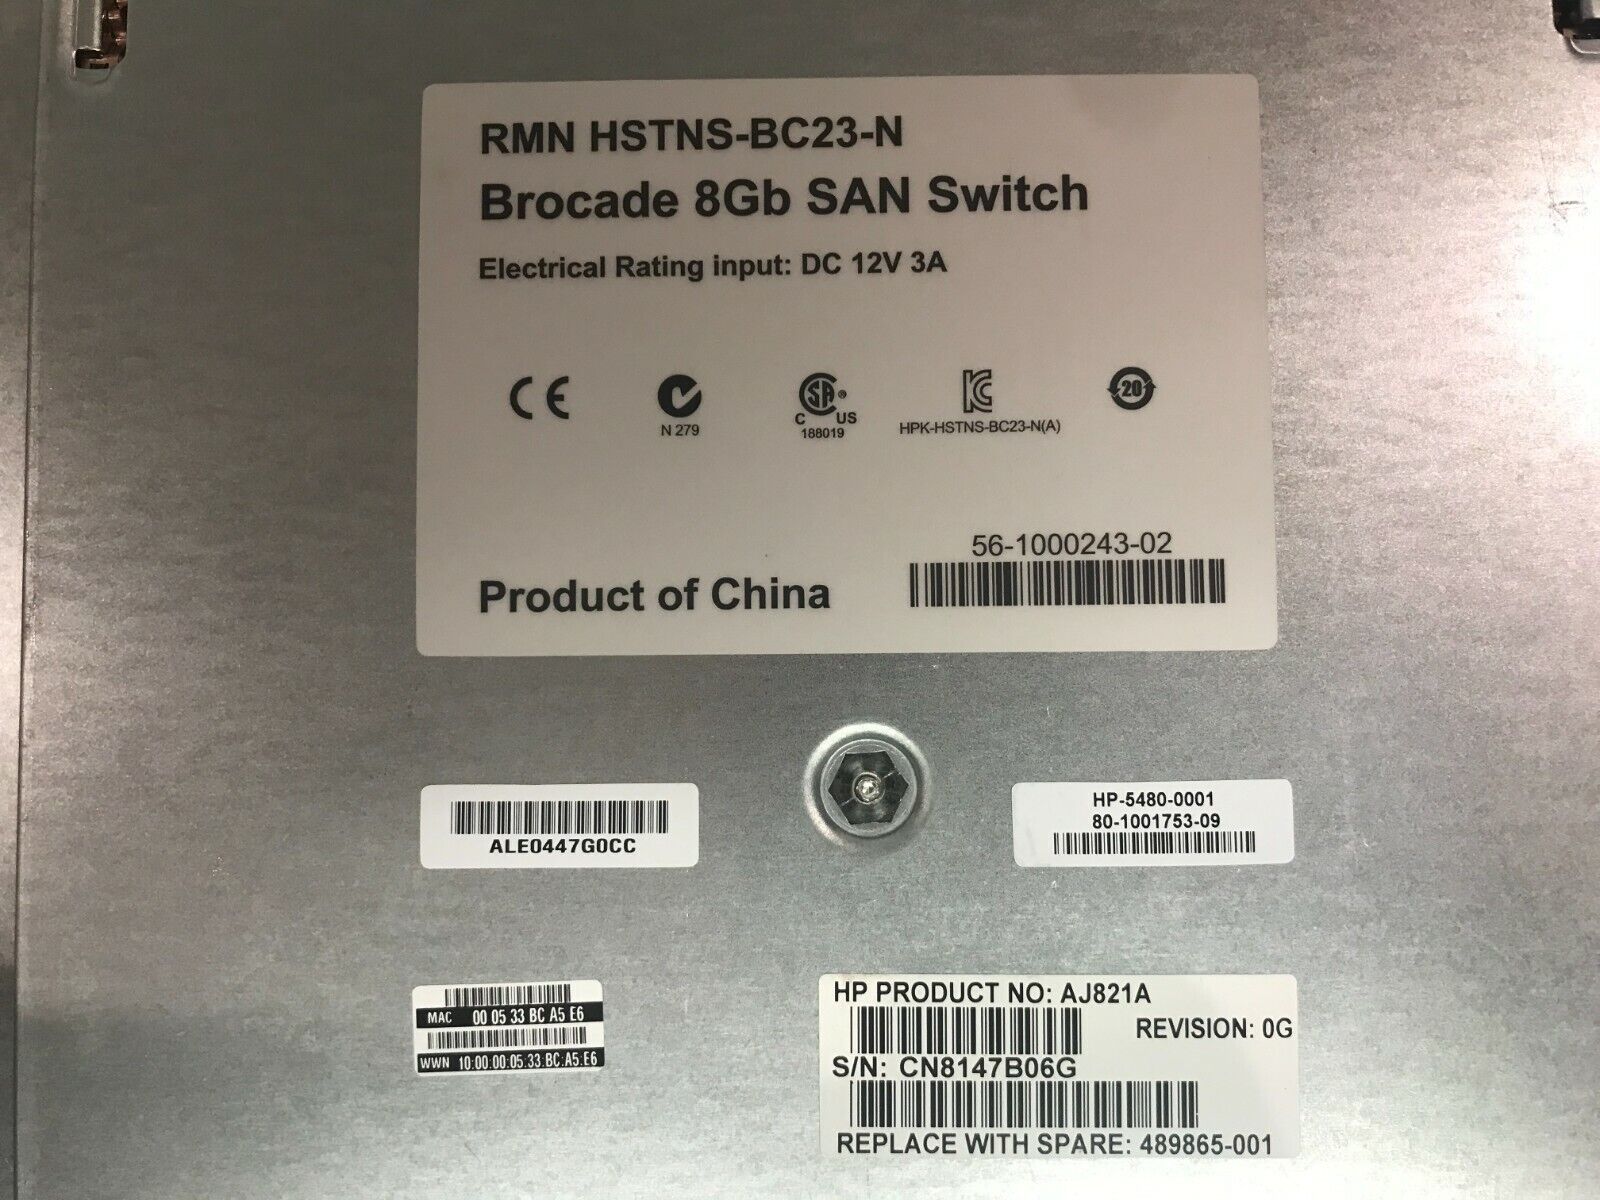 RMN HSTNS-BC23-N
Brocade 8Gb SAN Switch
Electrical Rating input: DC 12V 3A
CE
N 279
SA ®
C US
188019
KC
HPK-HSTNS-BC23-N(A)
20
56-1000243-02
Product of China
ALE0447G0CC
HP-5480-0001
80-1001753-09
MAC 00 05 33 BC A5 E6
WWN 10:00:00:05:33:BC:A5:E6
HP PRODUCT NO: AJ821A
REVISION: 0G
S/N: CN8147B06G
REPLACE WITH SPARE: 489865-001